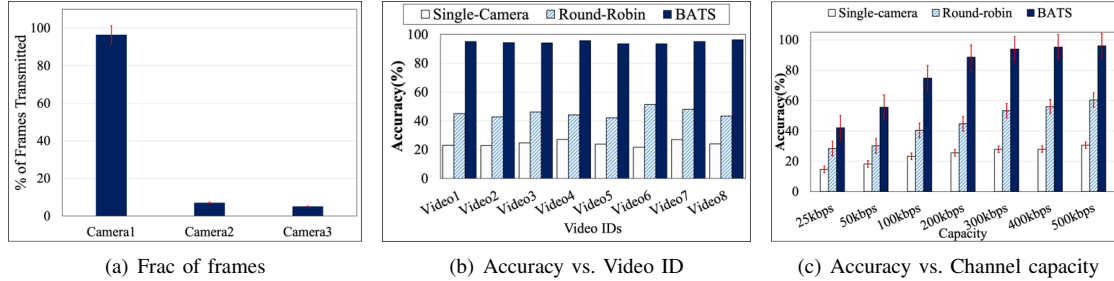 % of Frames Transmitted
100
80
60
40
20
0
Camera1 Camera2 Camera3
(a) Frac of frames
Single-Camera Round-Robin BATS
Accuracy(%)
100
80
60
40
20
0
Video1 Video2 Video3 Video4 Video5 Video6 Video7 Video8
Video IDs
(b) Accuracy vs. Video ID
Single-camera Round-robin BATS
Accuracy(%)
100
80
60
40
20
0
25kbps 50kbps 100kbps 200kbps 300kbps 400kbps 500kbps
Capacity
(c) Accuracy vs. Channel capacity